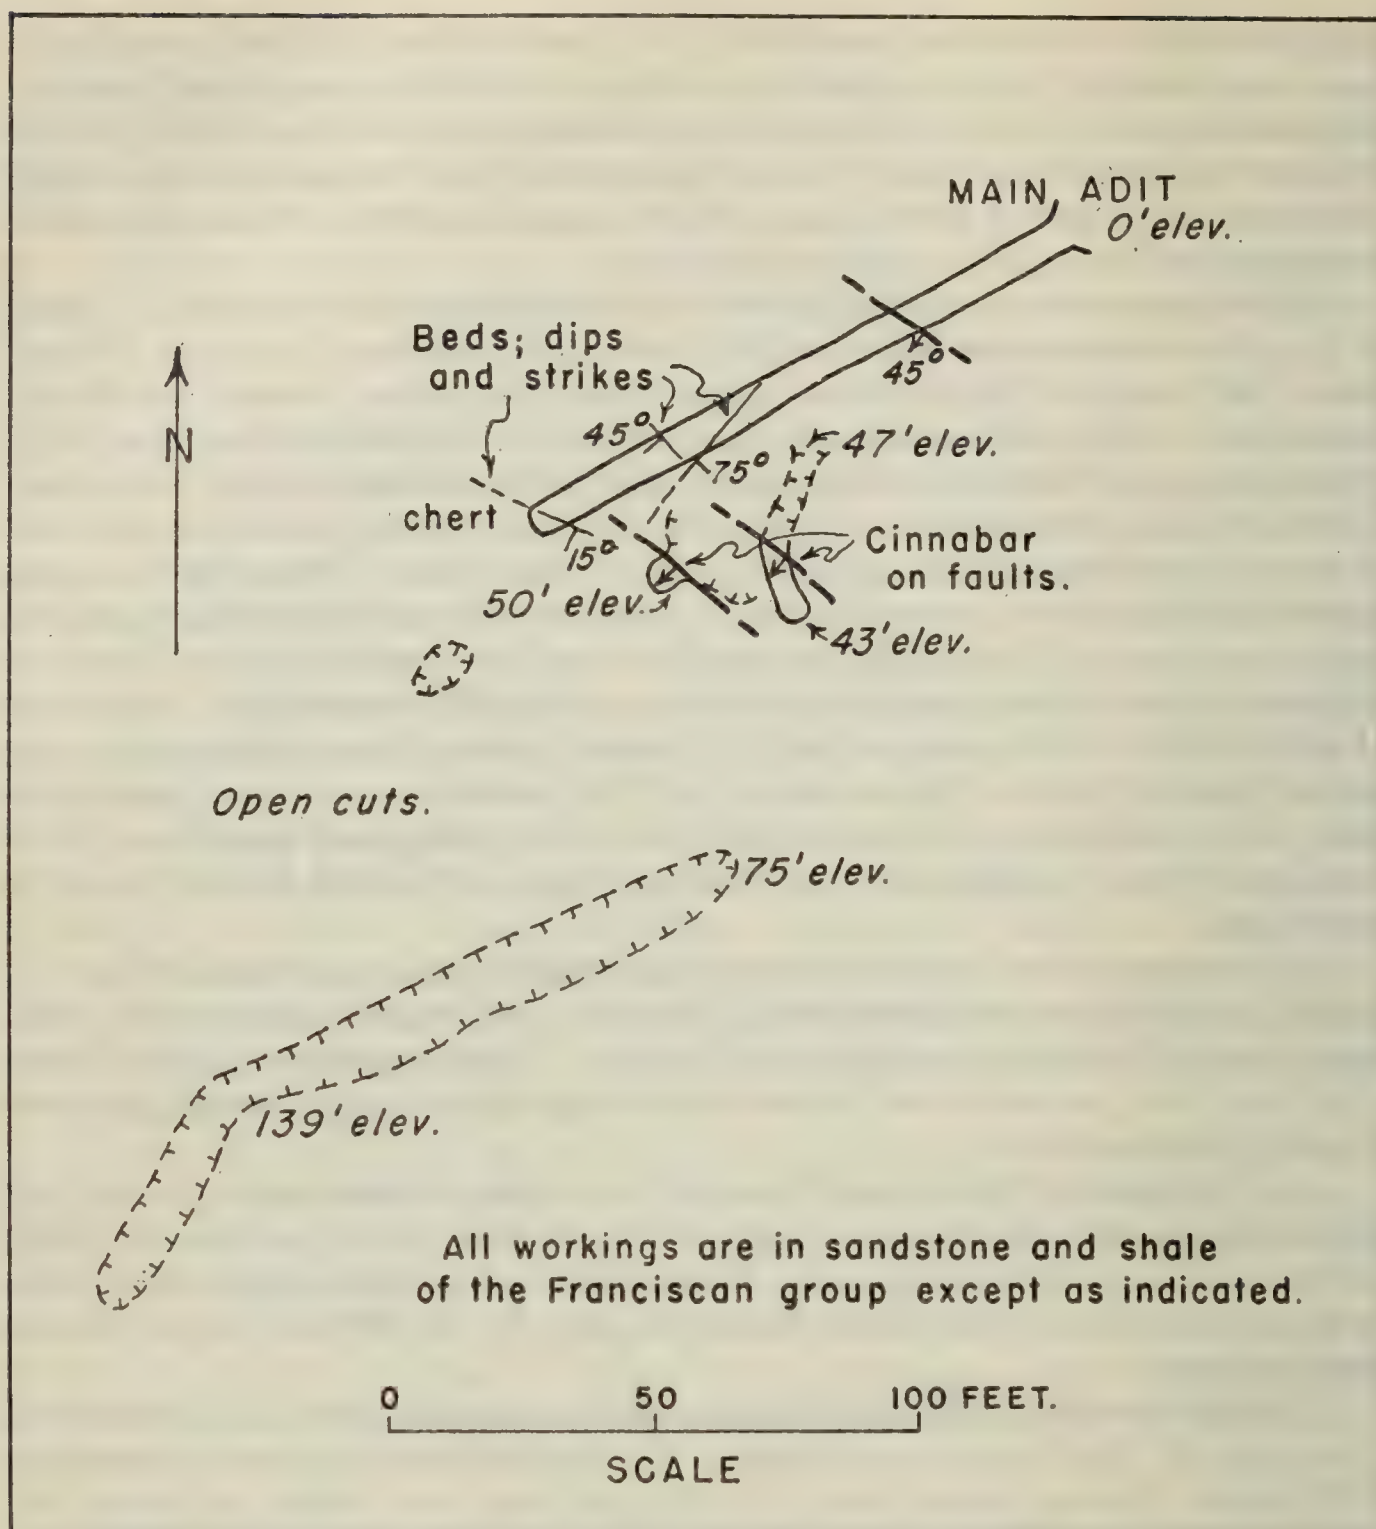 MAIN ADIT
0' elev.
Beds; dips
and strikes
45°
45°
N
75°
47' elev.
chert
15°
Cinnabar
on faults.
50' elev.
43' elev.
Open cuts.
75' elev.
139' elev.
All workings are in sandstone and shale
of the Franciscan group except as indicated.
0 50 100 FEET.
SCALE